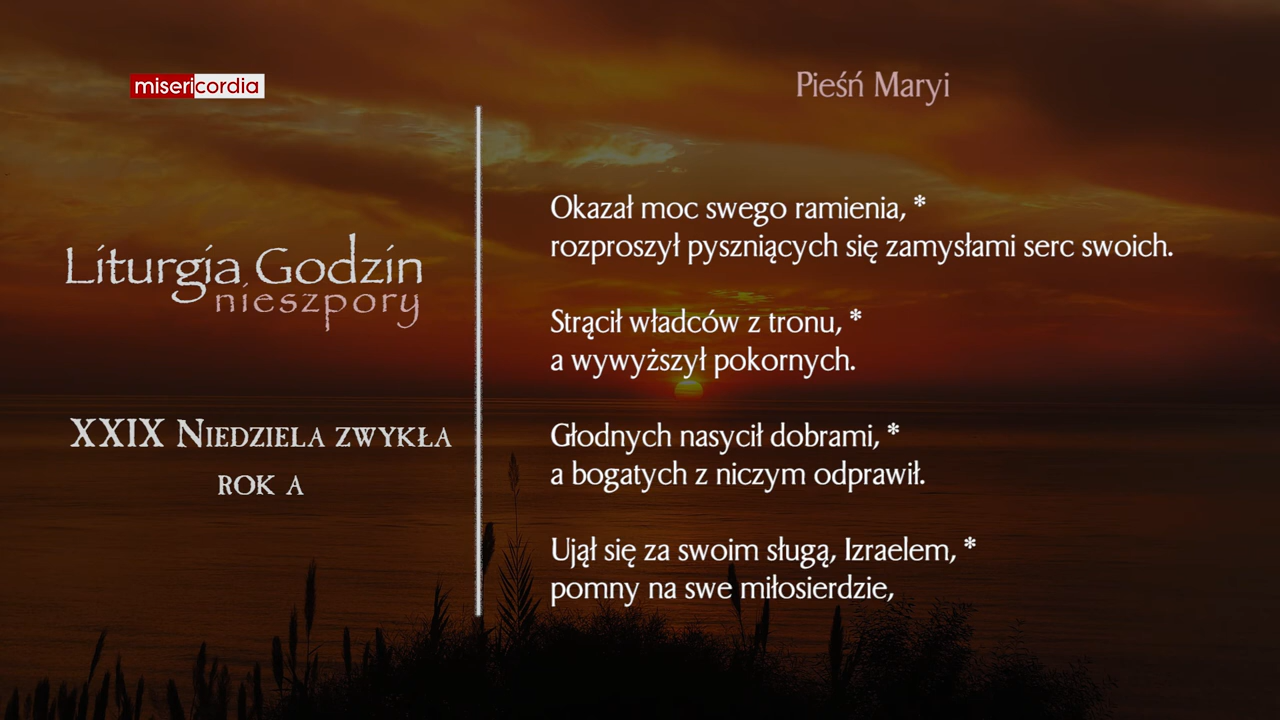 misericordia
Liturgia Godzin
nieszpory
XXIX Niedziela zwykła
rok A
Pieśń Maryi
Okazał moc swego ramienia, *
rozproszył pyszniących się zamysłami serc swoich.
Strącił władców z tronu, *
a wywyższył pokornych.
Głodnych nasycił dobrami, *
a bogatych z niczym odprawił.
Ujął się za swoim sługą, Izraelem, *
pomny na swe miłosierdzie,